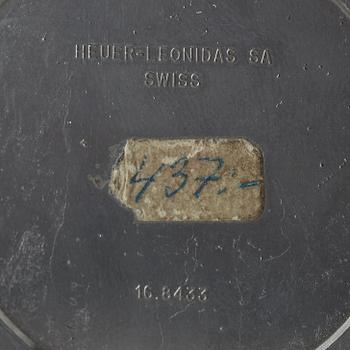 HEUER-LEONIDAS SA
SWISS
437:-
16.8433